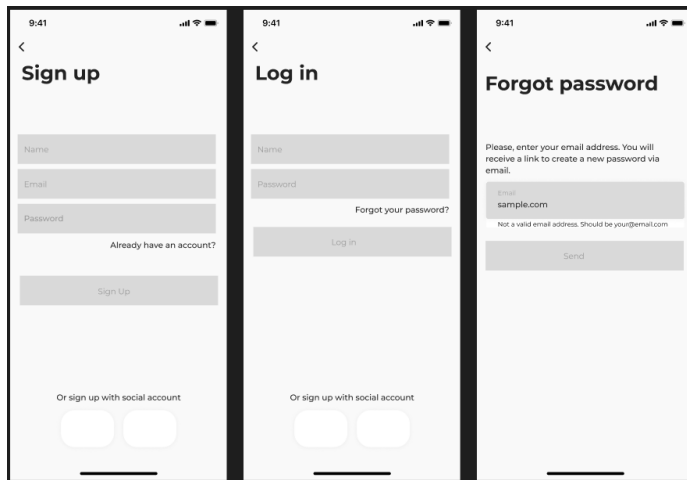 9:41
Sign up
Name
Email
Password
Already have an account?
Sign Up
Or sign up with social account
9:41
Log in
Name
Password
Forgot your password?
Log in
Or sign up with social account
9:41
Forgot password
Please, enter your email address. You will
receive a link to create a new password via
email.
Email
sample.com
Not a valid email address. Should be your@email.com
Send